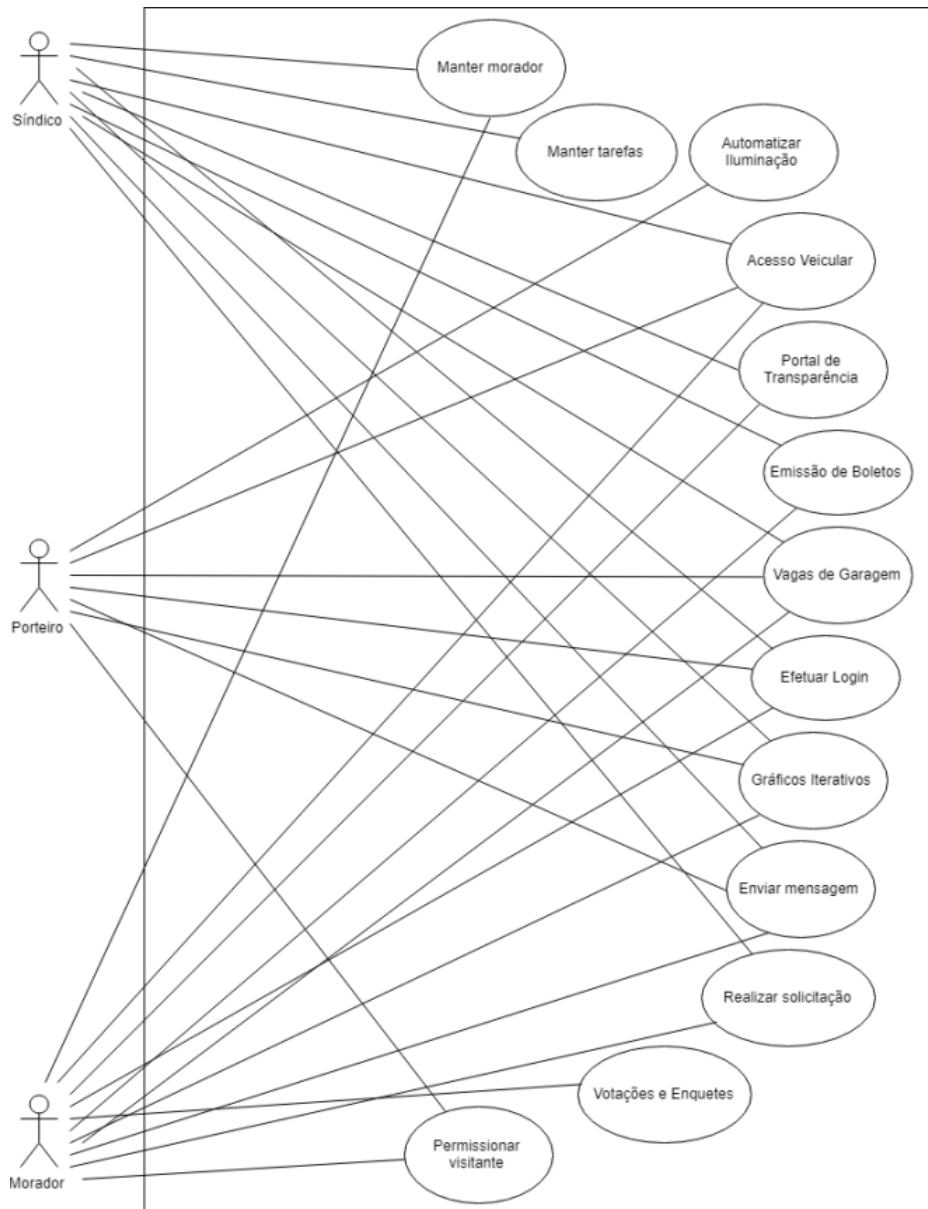 Síndico
Manter morador
Manter tarefas
Automatizar
Iluminação
Acesso Veicular
Portal de
Transparência
Emissão de Boletos
Vagas de Garagem
Porteiro
Efetuar Login
Gráficos Iterativos
Enviar mensagem
Realizar solicitação
Votações e Enquetes
Permissionar
visitante
Morador